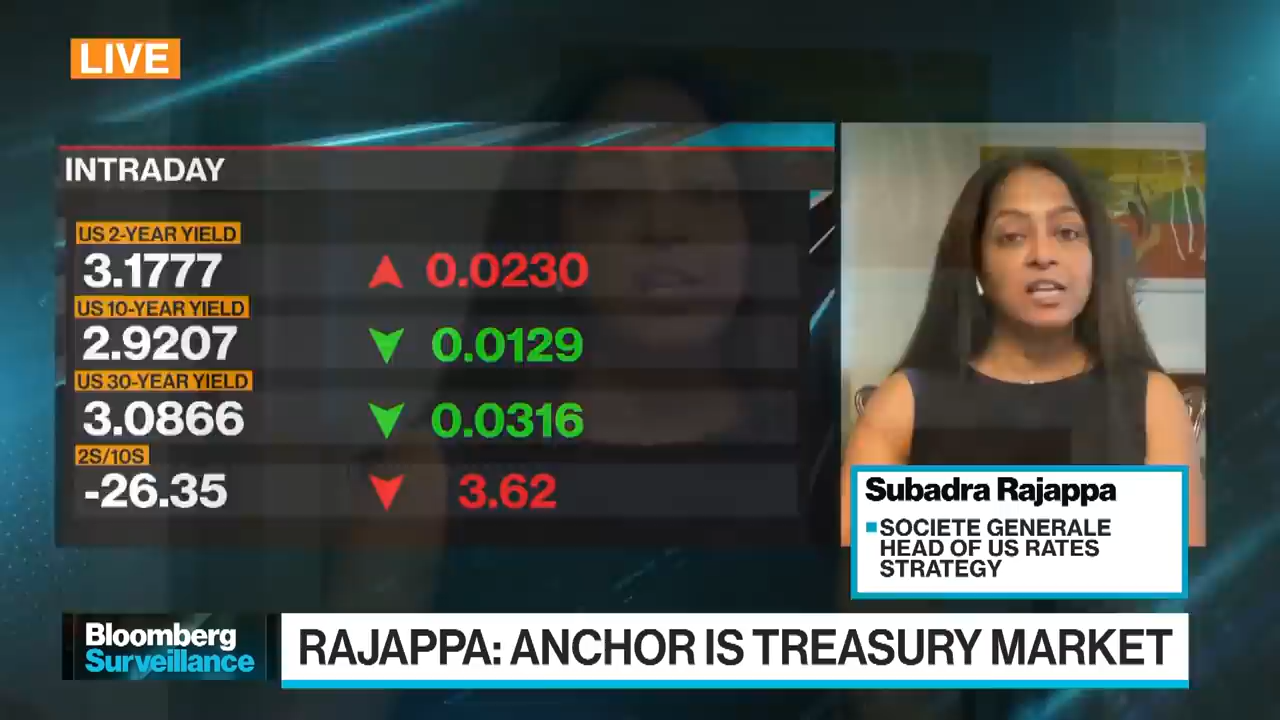 LIVE
INTRADAY
US 2-YEAR YIELD
3.1777 0.0230
US 10-YEAR YIELD
2.9207 0.0129
US 30-YEAR YIELD
3.0866 0.0316
2S/10S
-26.35 3.62
Subadra Rajappa
SOCIETE GENERALE
HEAD OF US RATES
STRATEGY
Bloomberg
Surveillance
RAJAPPA: ANCHOR IS TREASURY MARKET